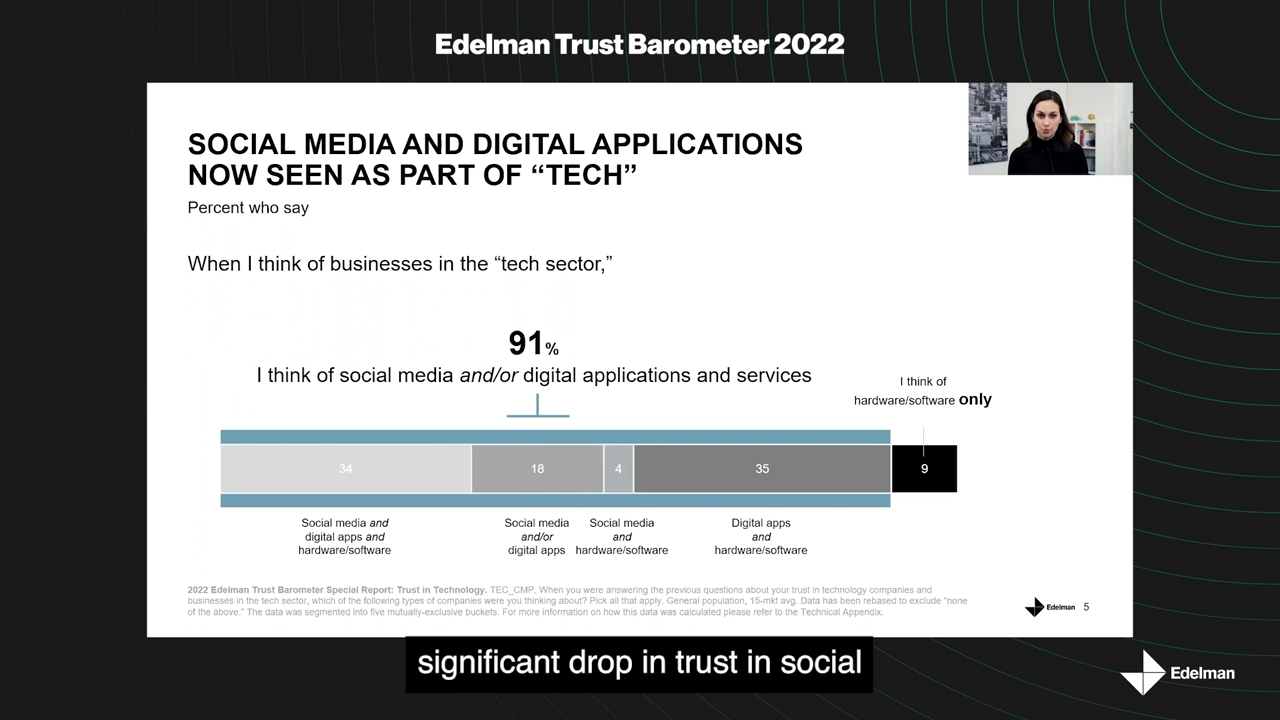 Edelman Trust Barometer 2022
SOCIAL MEDIA AND DIGITAL APPLICATIONS
NOW SEEN AS PART OF “TECH”
Percent who say
When I think of businesses in the “tech sector,”
91%
I think of social media and/or digital applications and services
I think of
hardware/software only
34
18
4
35
9
Social media and
digital apps and
hardware/software
Social media
and/or
digital apps
Social media
and
hardware/software
Digital apps
and
hardware/software
2022 Edelman Trust Barometer Special Report: Trust in Technology. TEC_CMP. When you were answering the previous questions about your trust in technology companies and
businesses in the tech sector, which of the following types of companies were you thinking about? Pick all that apply. General population, 15-mkt avg. Data has been rebased to exclude “none
of the above.” The data was segmented into five mutually-exclusive buckets. For more information on how this data was calculated please refer to the Technical Appendix.
Edelman 5
significant drop in trust in social
Edelman